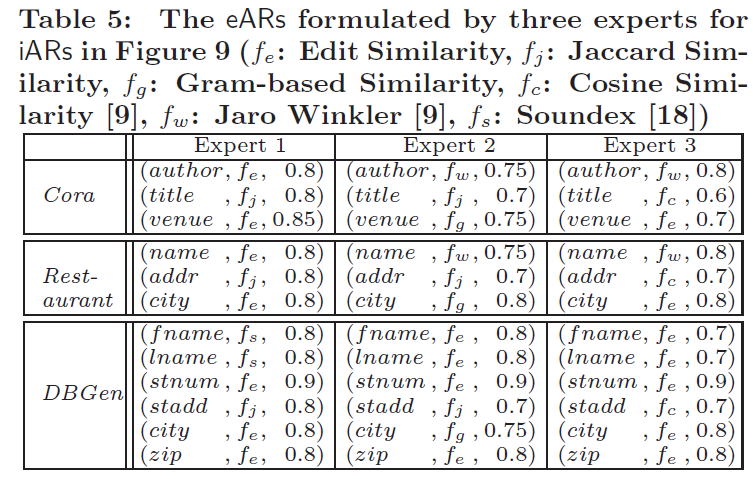 Table 5: The eARs formulated by three experts for
iARs in Figure 9 (fe: Edit Similarity, fj: Jaccard Sim-
ilarity, fg: Gram-based Similarity, fc: Cosine Simi-
larity [9], fw: Jaro Winkler [9], fs: Soundex [18])
Expert 1 Expert 2 Expert 3
Cora
(author, fe, 0.8) (author, fw, 0.75) (author, fw, 0.8)
(title , fj, 0.8) (title , fj , 0.7) (title , fc , 0.6)
(venue , fe, 0.85) (venue , fg , 0.75) (venue , fe , 0.7)
Rest-
aurant
(name , fe, 0.8) (name , fw, 0.75) (name , fw, 0.8)
(addr , fj, 0.8) (addr , fj , 0.7) (addr , fc , 0.7)
(city , fe, 0.8) (city , fg , 0.8) (city , fe , 0.8)
DBGen
(fname, fs, 0.8) (fname, fe , 0.8) (fname, fe , 0.7)
(lname , fs, 0.8) (lname , fe , 0.8) (lname , fe , 0.7)
(stnum , fe, 0.9) (stnum , fe , 0.9) (stnum , fe , 0.9)
(stadd , fj, 0.8) (stadd , fj , 0.7) (stadd , fc , 0.7)
(city , fe, 0.8) (city , fg , 0.75) (city , fe , 0.8)
(zip , fe, 0.8) (zip , fe , 0.8) (zip , fe , 0.8)